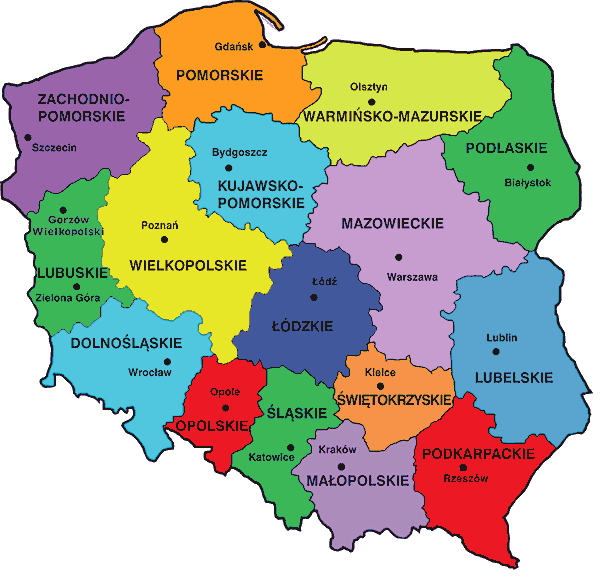 Gdańsk
POMORSKIE
ZACHODNIO-
POMORSKIE
Szczecin
Olsztyn
WARMIŃSKO-MAZURSKIE
PODLASKIE
Białystok
Bydgoszcz
KUJAWSKO-
POMORSKIE
Gorzów
Wielkopolski
LUBUSKIE
Zielona Góra
Poznań
WIELKOPOLSKIE
MAZOWIECKIE
Warszawa
Łódź
ŁÓDZKIE
DOLNOŚLĄSKIE
Wrocław
Lublin
LUBELSKIE
Opole
OPOLSKIE
ŚLĄSKIE
Katowice
Kielce
ŚWIĘTOKRZYSKIE
Kraków
MAŁOPOLSKIE
PODKARPACKIE
Rzeszów